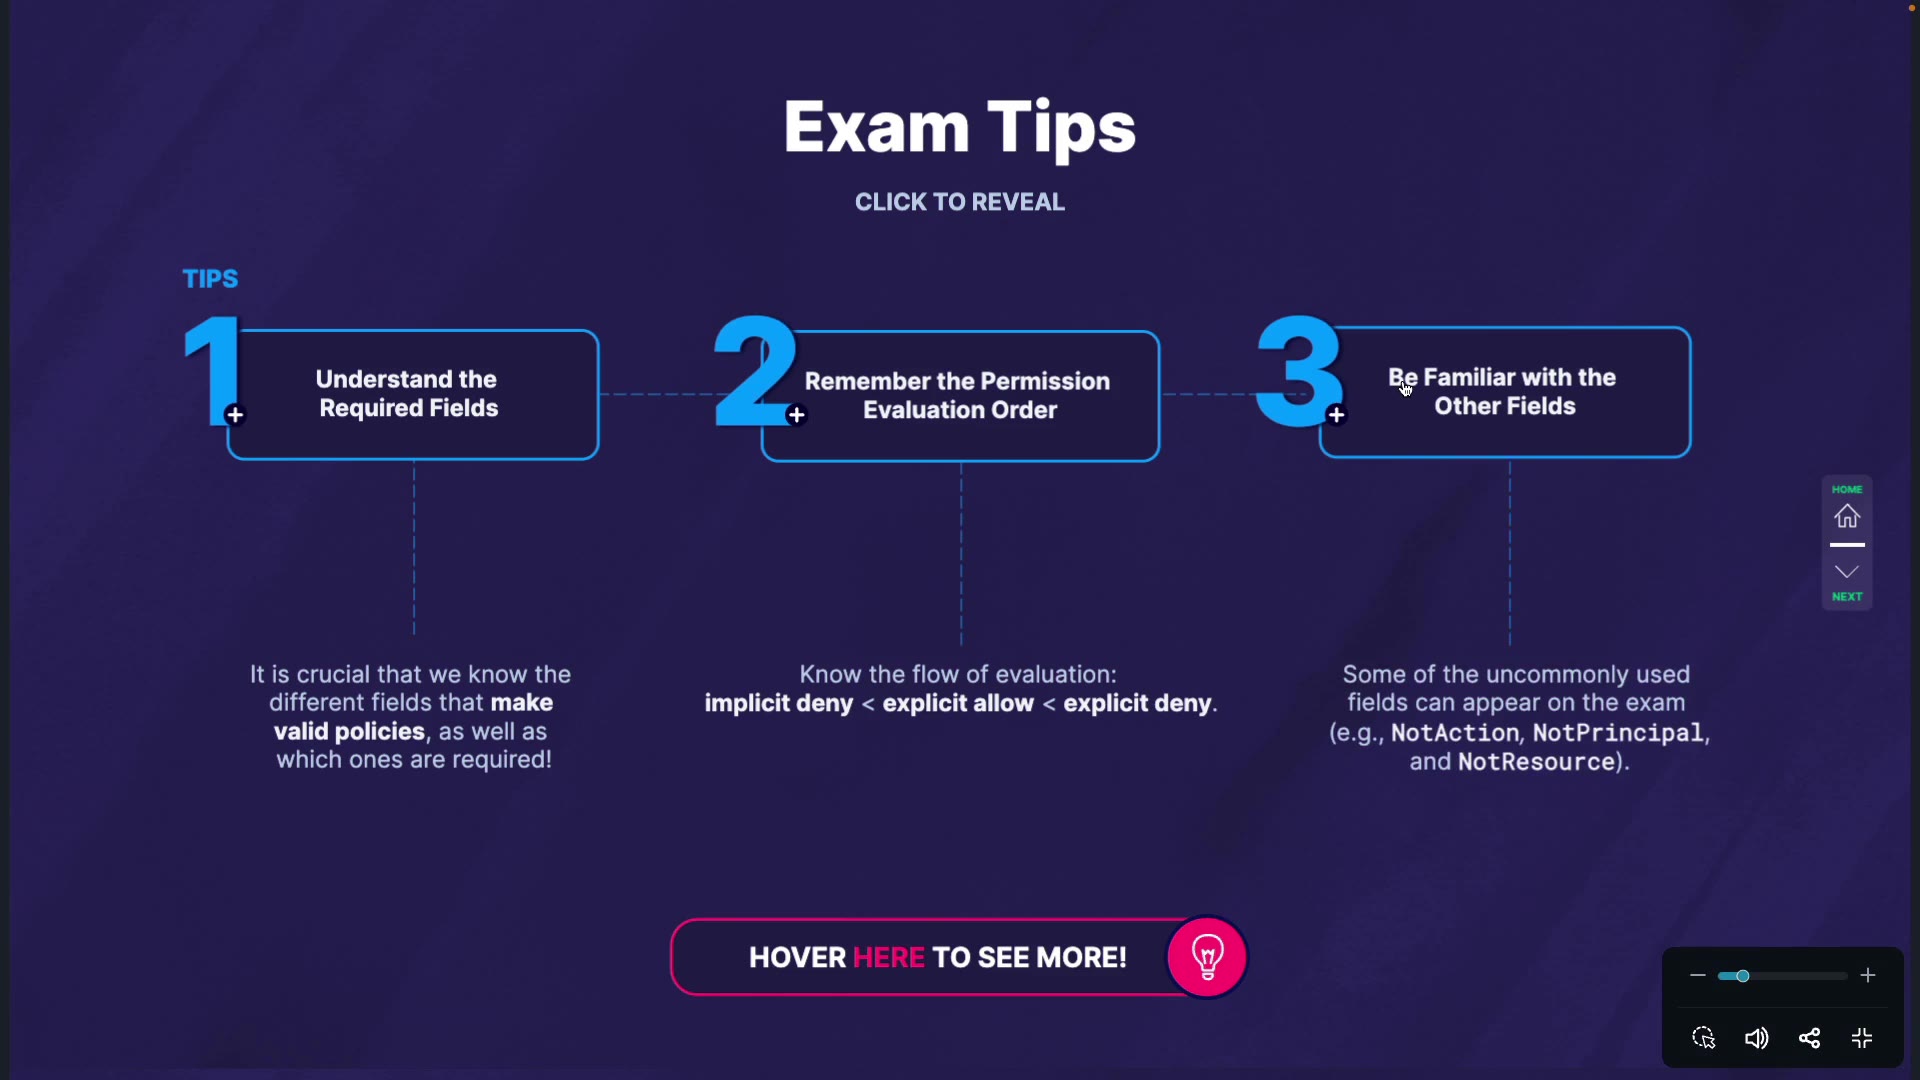 Exam Tips
CLICK TO REVEAL
TIPS
1
Understand the
Required Fields
2
Remember the Permission
Evaluation Order
3
Be Familiar with the
Other Fields
It is crucial that we know the
different fields that make
valid policies, as well as
which ones are required!
Know the flow of evaluation:
implicit deny < explicit allow < explicit deny.
Some of the uncommonly used
fields can appear on the exam
(e.g., NotAction, NotPrincipal,
and NotResource).
HOME
NEXT
HOVER HERE TO SEE MORE!